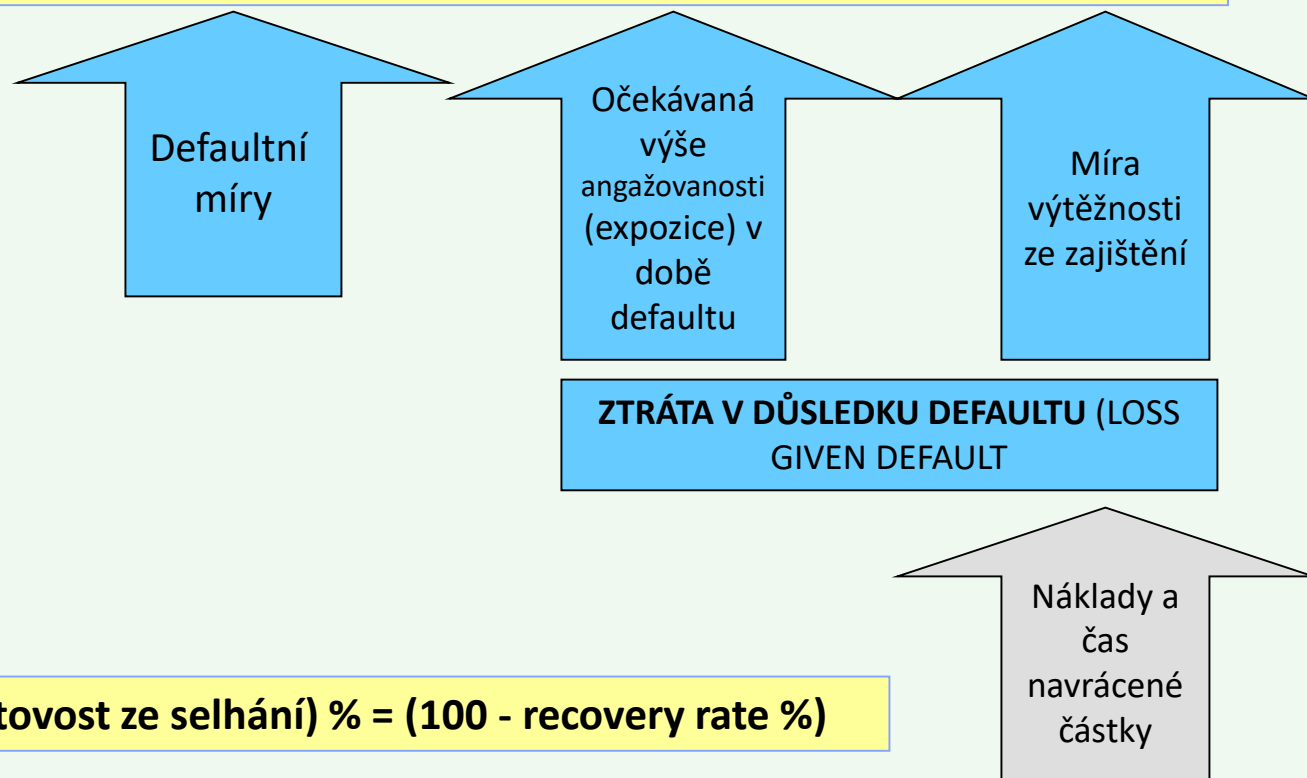 Defaultní
míry
Očekávaná
výše
angažovanosti
(expozice) v
době
defaultu
Míra
výtěžnosti
ze zajištění
ZTRÁTA V DŮSLEDKU DEFAULTU (LOSS
GIVEN DEFAULT
Náklady a
čas
navrácené
částky
tovost ze selhání) % = (100 - recovery rate %)